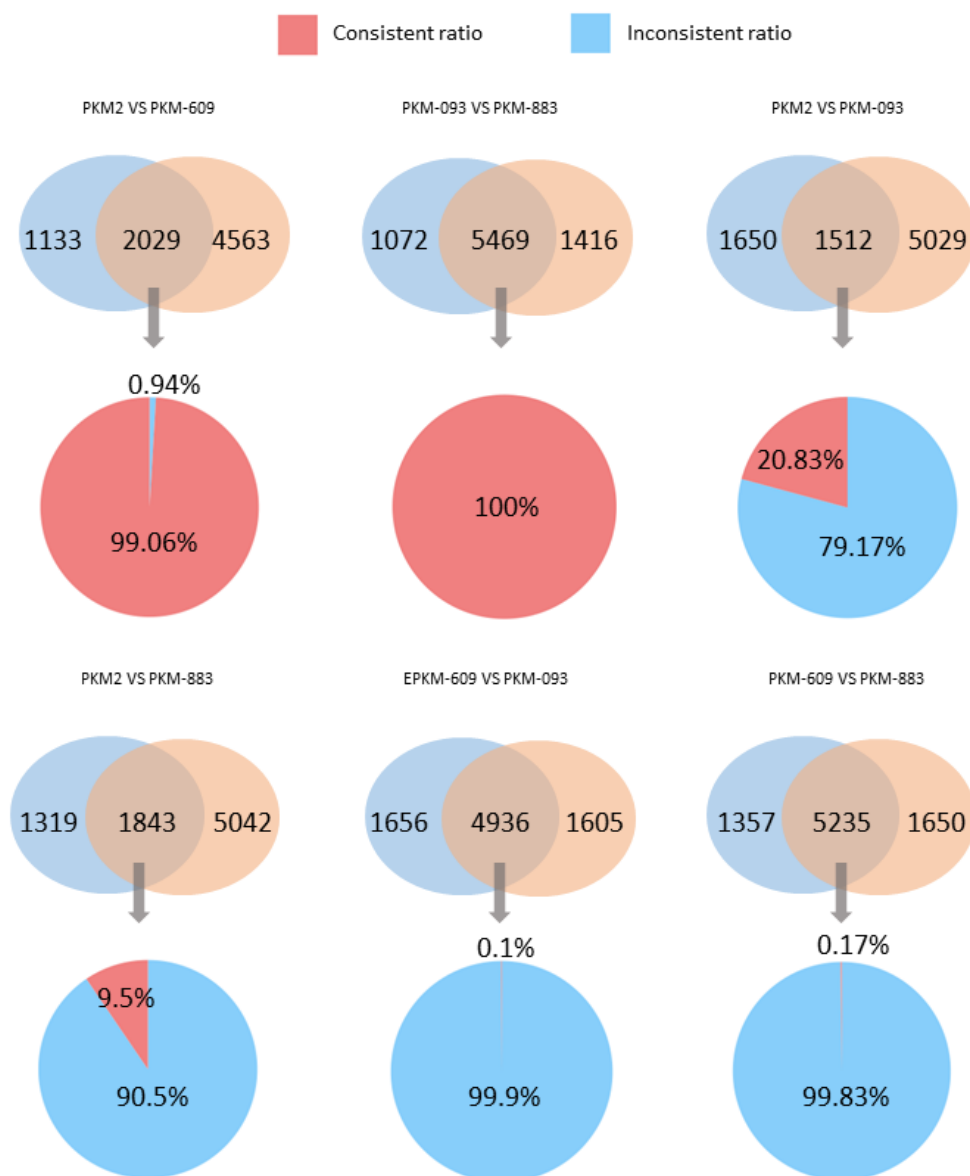 Consistent ratio Inconsistent ratio
PKM2 VS PKM-609 PKM-093 VS PKM-883 PKM2 VS PKM-093
1133 2029 4563 1072 5469 1416 1650 1512 5029
0.94%
99.06% 100% 20.83%
79.17%
PKM2 VS PKM-883 EPKM-609 VS PKM-093 PKM-609 VS PKM-883
1319 1843 5042 1656 4936 1605 1357 5235 1650
0.1% 0.17%
9.5%
90.5% 99.9% 99.83%